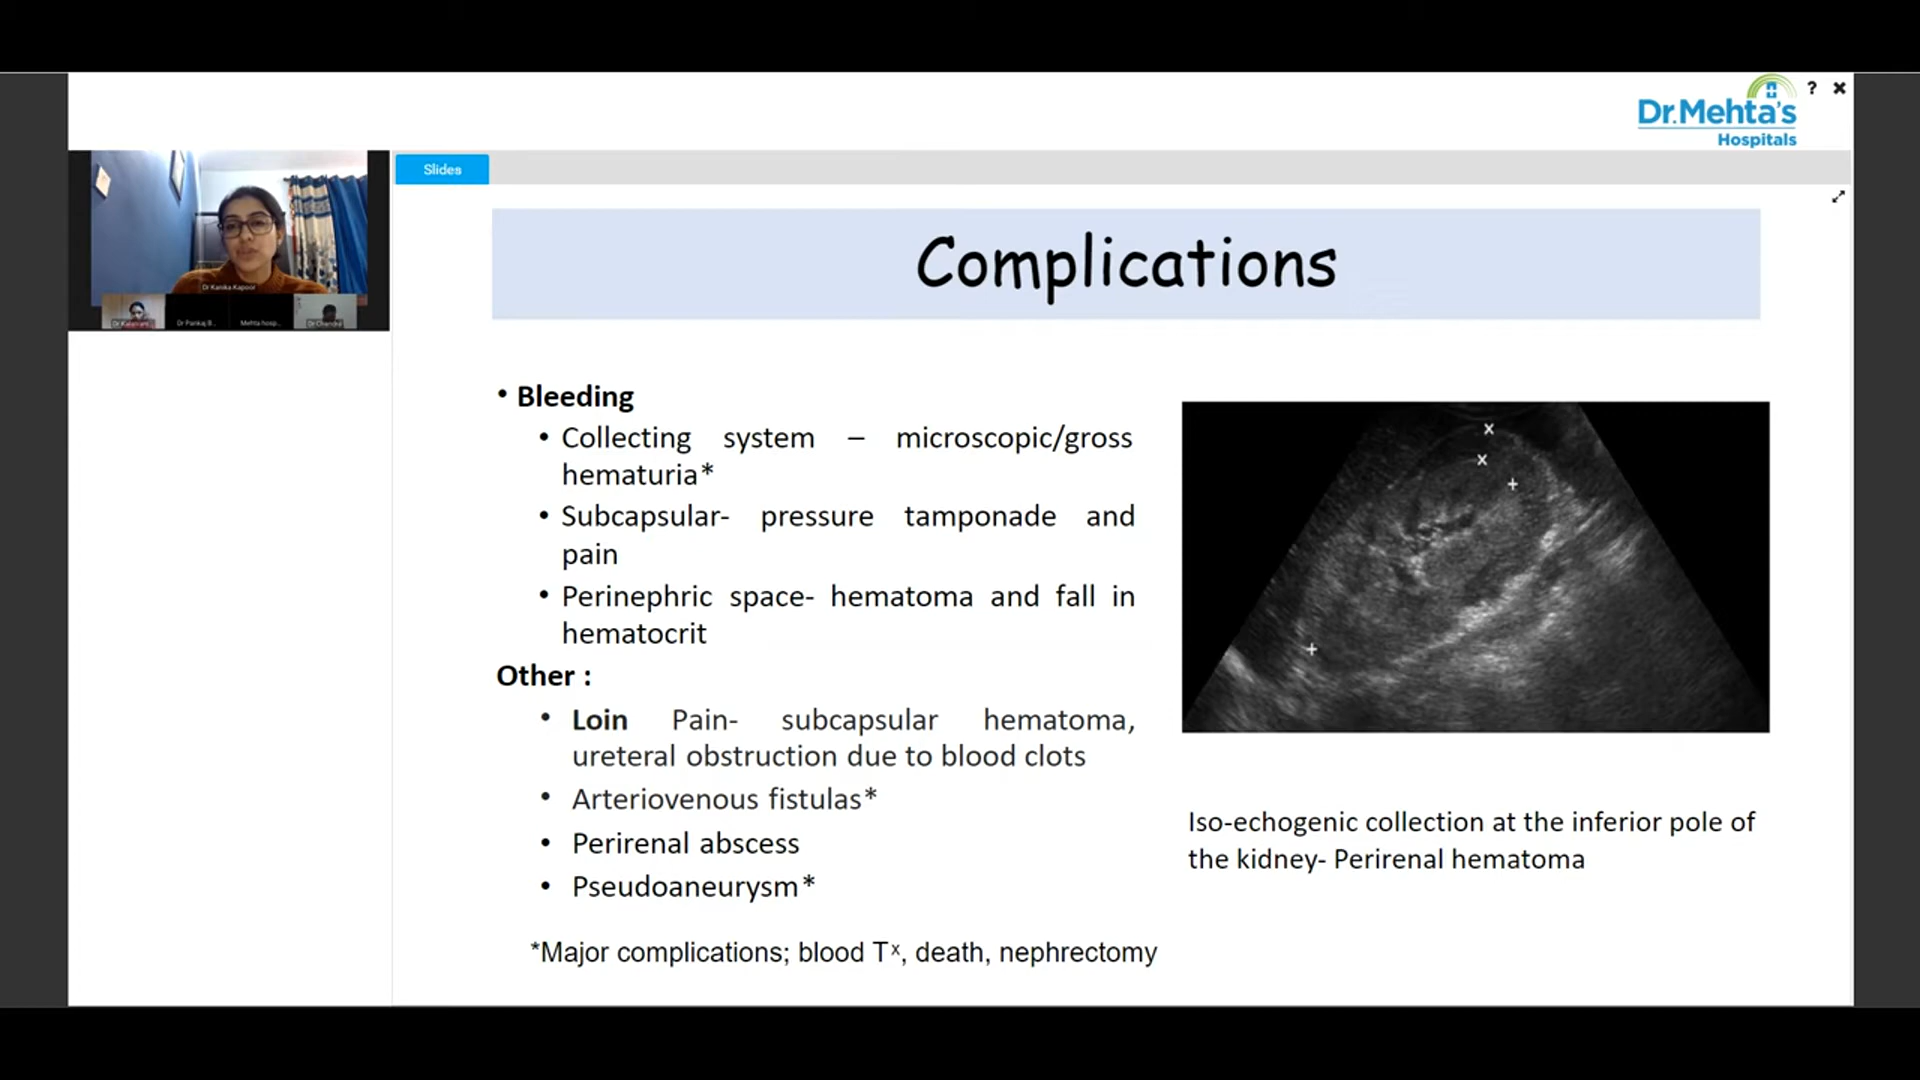 Dr.Mehta's
Hospitals
? ✖
Slides
Dr Kanika Kapoor
Dr Pankaj B...
Mehta hosp...
Dr Chandra
Complications
• Bleeding
• Collecting system – microscopic/gross
hematuria*
• Subcapsular- pressure tamponade and
pain
• Perinephric space- hematoma and fall in
hematocrit
Other :
• Loin Pain- subcapsular hematoma,
ureteral obstruction due to blood clots
• Arteriovenous fistulas*
• Perirenal abscess
• Pseudoaneurysm*
*Major complications; blood Tˣ, death, nephrectomy
Iso-echogenic collection at the inferior pole of
the kidney- Perirenal hematoma